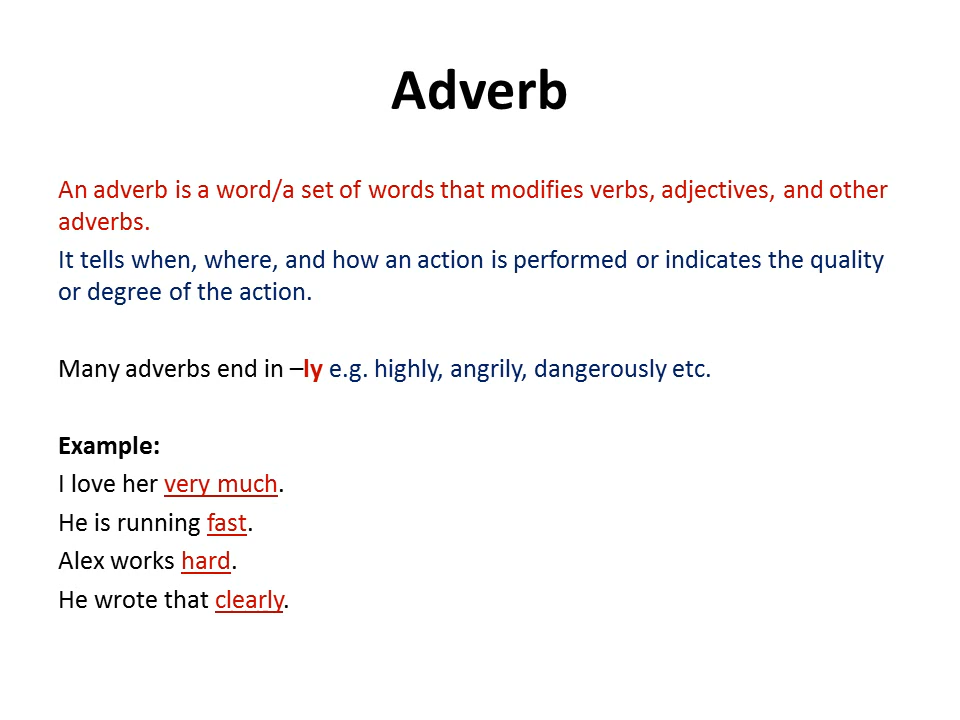 Adverb
An adverb is a word/a set of words that modifies verbs, adjectives, and other
adverbs.
It tells when, where, and how an action is performed or indicates the quality
or degree of the action.
Many adverbs end in –ly e.g. highly, angrily, dangerously etc.
Example:
I love her very much.
He is running fast.
Alex works hard.
He wrote that clearly.